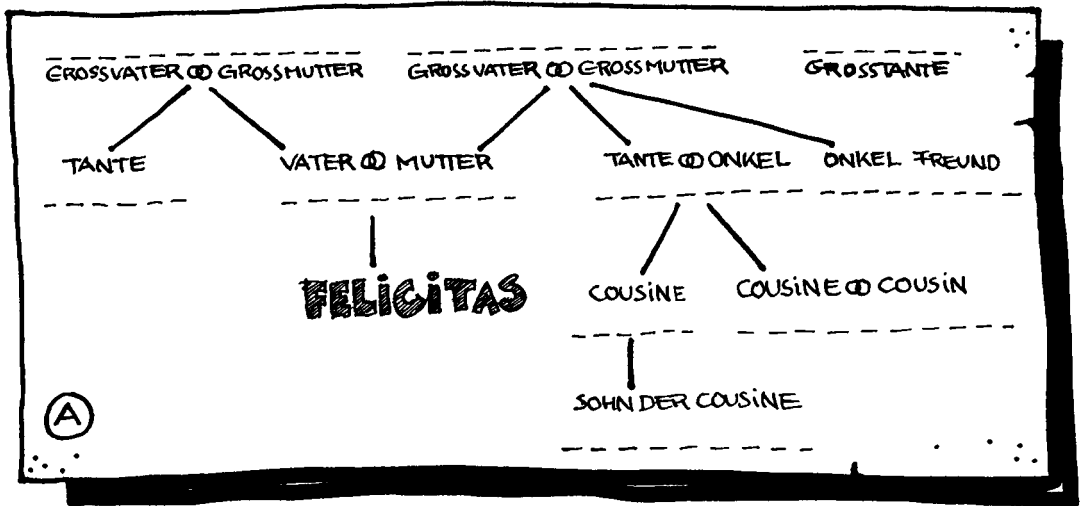 GROSSVATER ⚭ GROSSMUTTER GROSSVATER ⚭ GROSSMUTTER GROSSTANTE
TANTE VATER ⚭ MUTTER TANTE ⚭ ONKEL ONKEL FREUND
FELICITAS COUSINE COUSINE ⚭ COUSIN
SOHN DER COUSINE
A